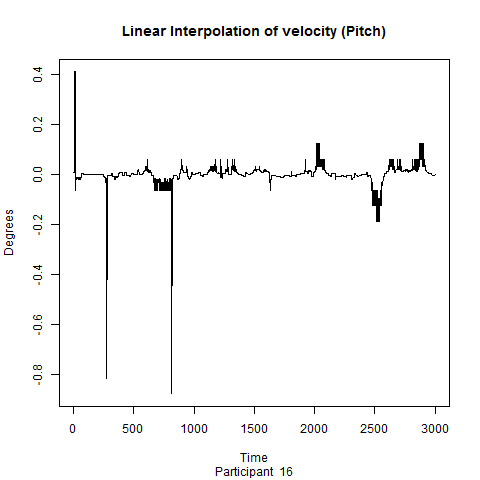 Linear Interpolation of velocity (Pitch)
Degrees
0.4
0.2
0.0
-0.2
-0.4
-0.6
-0.8
0 500 1000 1500 2000 2500 3000
Time
Participant 16